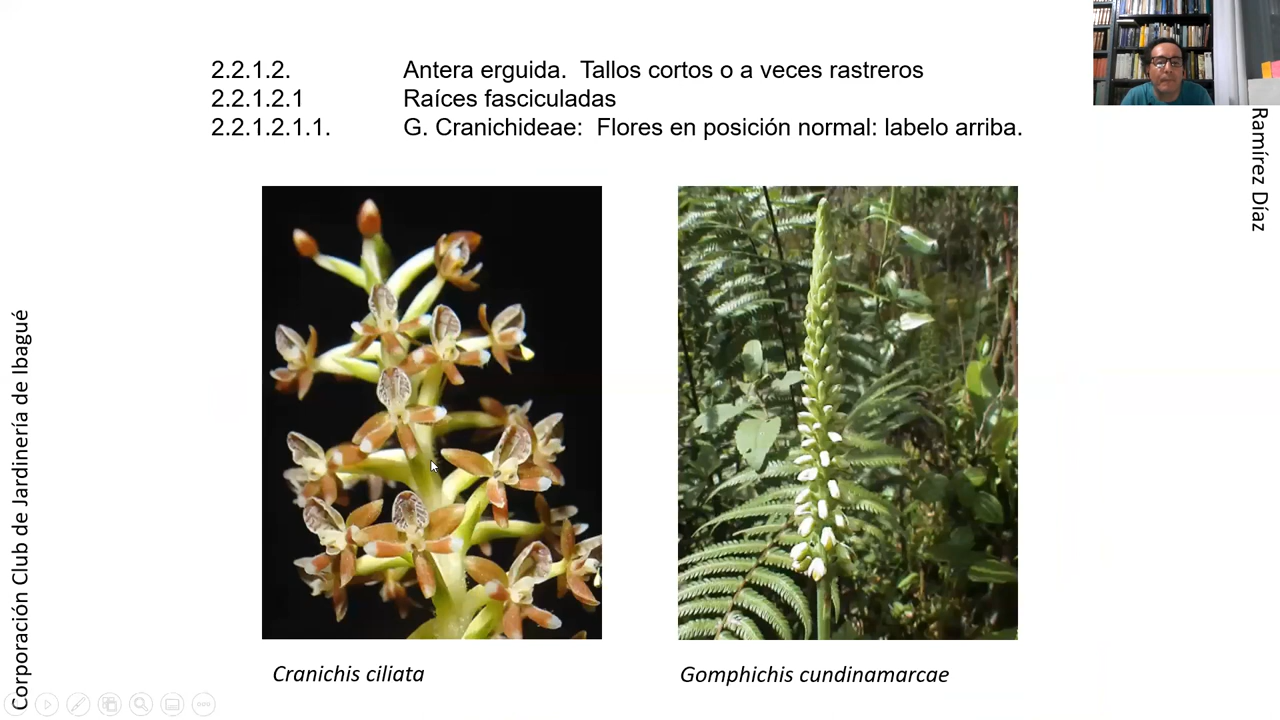 2.2.1.2. Antera erguida. Tallos cortos o a veces rastreros
2.2.1.2.1 Raíces fasciculadas
2.2.1.2.1.1. G. Cranichideae: Flores en posición normal: labelo arriba.
Ramírez Díaz
Corporación Club de Jardinería de Ibagué
Cranichis ciliata
Gomphichis cundinamarcae